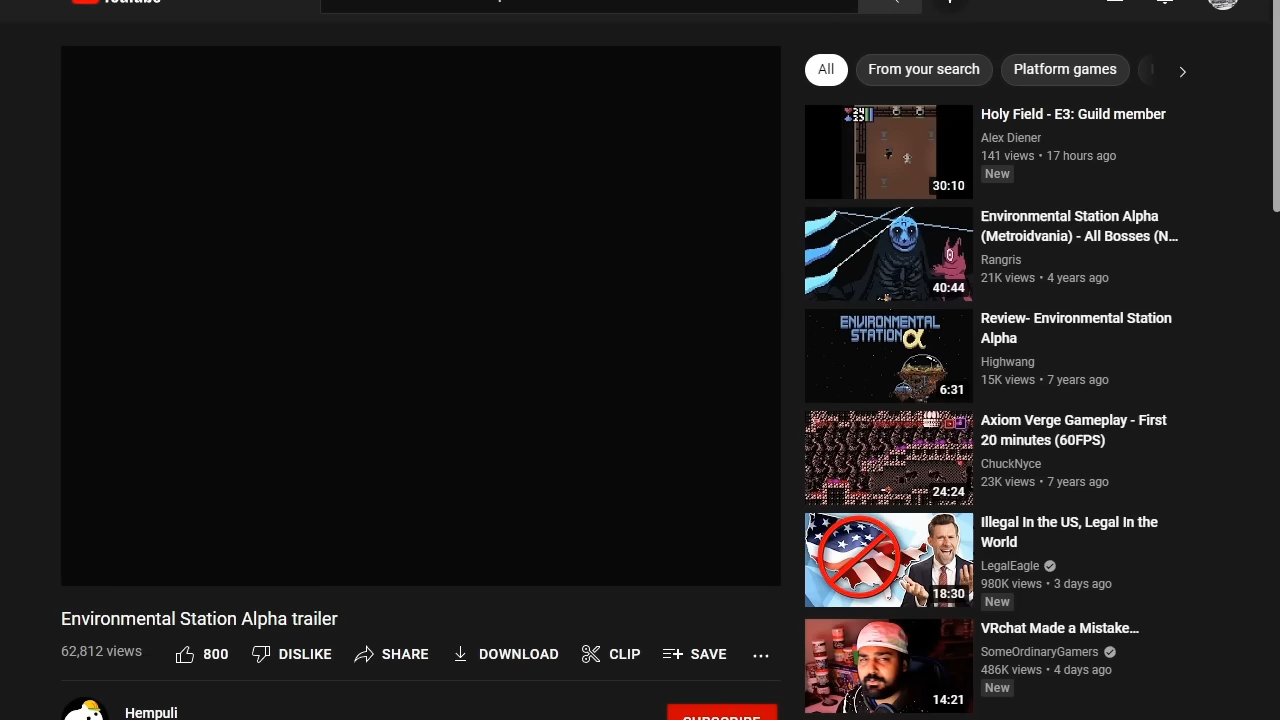 All
From your search
Platform games
24
23
30:10
Holy Field - E3: Guild member
Alex Diener
141 views • 17 hours ago
New
40:44
Environmental Station Alpha
(Metroidvania) - All Bosses (N...
Rangris
21K views • 4 years ago
ENVIRONMENTAL
STATION α
6:31
Review- Environmental Station
Alpha
Highwang
15K views • 7 years ago
24:24
Axiom Verge Gameplay - First
20 minutes (60FPS)
ChuckNyce
23K views • 7 years ago
18:30
Illegal In the US, Legal In the
World
LegalEagle
980K views • 3 days ago
New
14:21
VRchat Made a Mistake...
SomeOrdinaryGamers
486K views • 4 days ago
New
Environmental Station Alpha trailer
62,812 views
800
DISLIKE
SHARE
DOWNLOAD
CLIP
SAVE
...
Hempuli
SUBSCRIBE